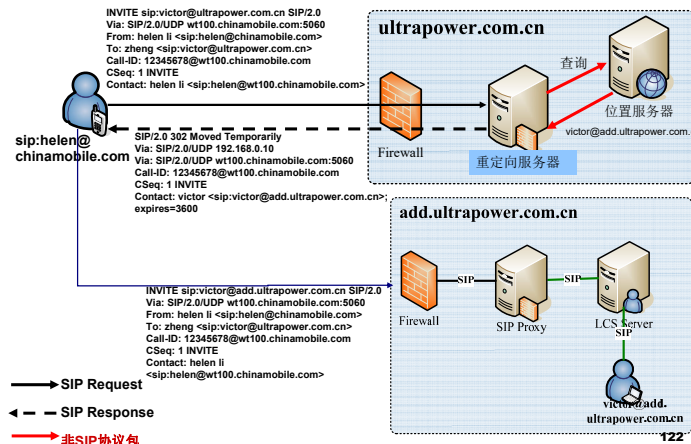 INVITE sip:victor@ultrapower.com.cn SIP/2.0
Via: SIP/2.0/UDP wt100.chinamobile.com:5060
From: helen li <sip:helen@chinamobile.com>
To: zheng <sip:victor@ultrapower.com.cn>
Call-ID: 12345678@wt100.chinamobile.com
CSeq: 1 INVITE
Contact: helen li <sip:helen@wt100.chinamobile.com>
ultrapower.com.cn
查询
位置服务器
victor@add.ultrapower.com.
Firewall
重定向服务器
sip:helen@
chinamobile.com
SIP/2.0 302 Moved Temporarily
Via: SIP/2.0/UDP 192.168.0.10
Via: SIP/2.0/UDP wt100.chinamobile.com:5060
Call-ID: 12345678@wt100.chinamobile.com
CSeq: 1 INVITE
Contact: victor <sip:victor@add.ultrapower.com.cn>;
expires=3600
add.ultrapower.com.cn
SIP
SIP
Firewall
SIP Proxy
LCS Server
SIP
victor@add.
ultrapower.com.cn
INVITE sip:victor@add.ultrapower.com.cn SIP/2.0
Via: SIP/2.0/UDP wt100.chinamobile.com:5060
From: helen li <sip:helen@chinamobile.com>
To: zheng <sip:victor@ultrapower.com.cn>
Call-ID: 12345678@wt100.chinamobile.com
CSeq: 1 INVITE
Contact: helen li
<sip:helen@wt100.chinamobile.com>
SIP Request
SIP Response
非SIP协议包
122